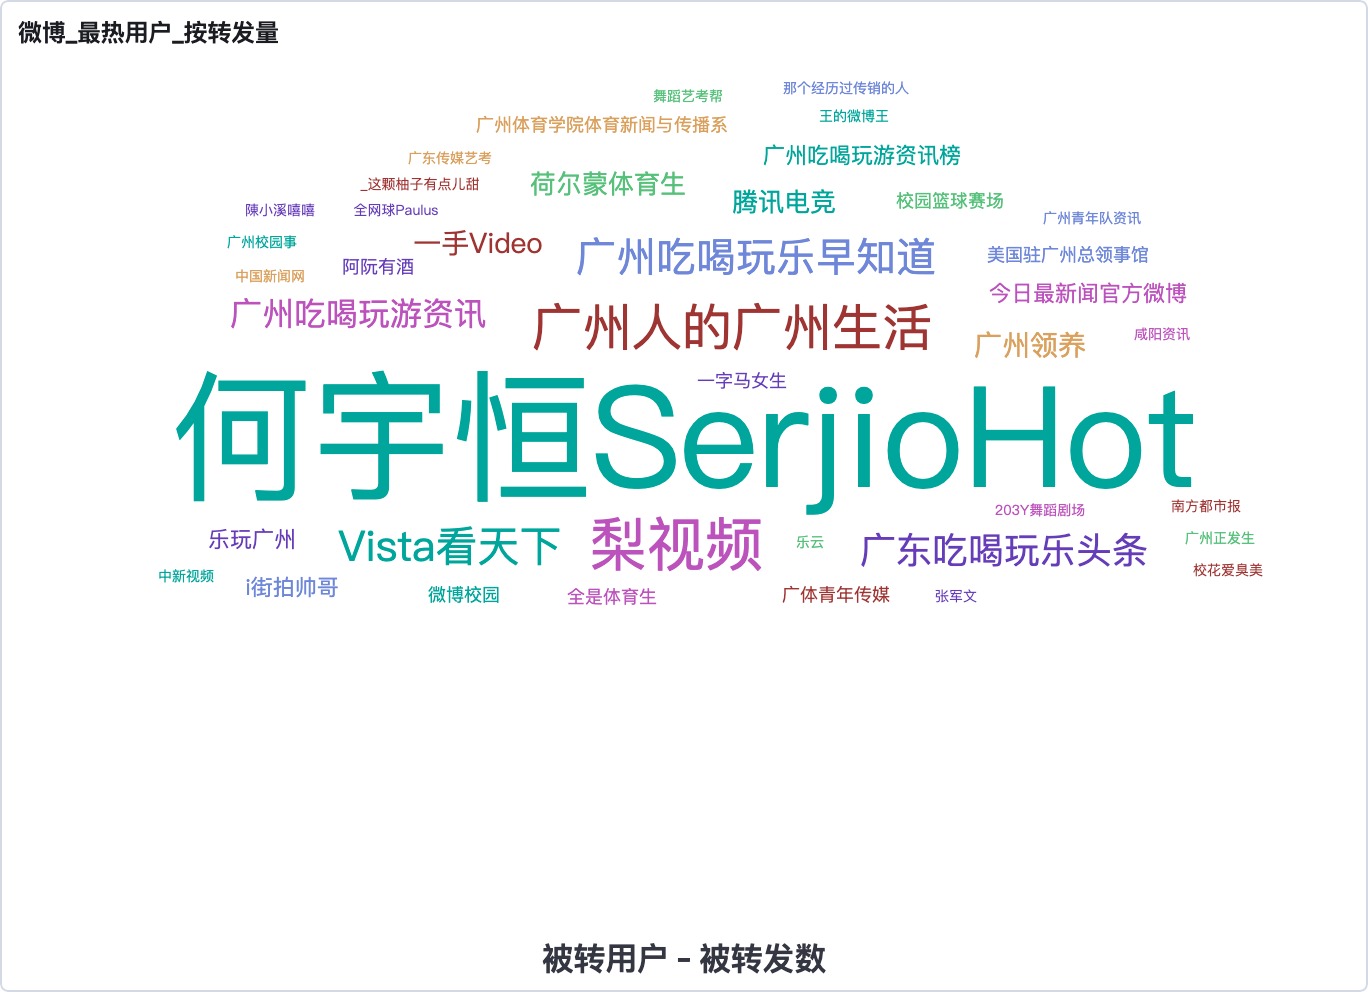 微博_最热用户_按转发量
那个经历过传销的人
舞蹈艺考帮
王的微博王
广州体育学院体育新闻与传播系
广州吃喝玩游资讯榜
广东传媒艺考
_这颗柚子有点儿甜
荷尔蒙体育生
腾讯电竞
校园篮球赛场
陳小溪嘻嘻
全网球Paulus
广州青年队资讯
广州校园事
一手Video
广州吃喝玩乐早知道
美国驻广州总领事馆
阿阮有酒
中国新闻网
今日最新闻官方微博
广州吃喝玩游资讯
广州人的广州生活
咸阳资讯
广州领养
一字马女生
何宇恒SerjioHot
203Y舞蹈剧场
南方都市报
乐玩广州
Vista看天下
梨视频
乐云
广东吃喝玩乐头条
广州正发生
中新视频
校花爱臭美
i街拍帅哥
微博校园
全是体育生
广体青年传媒
张军文
被转用户 - 被转发数